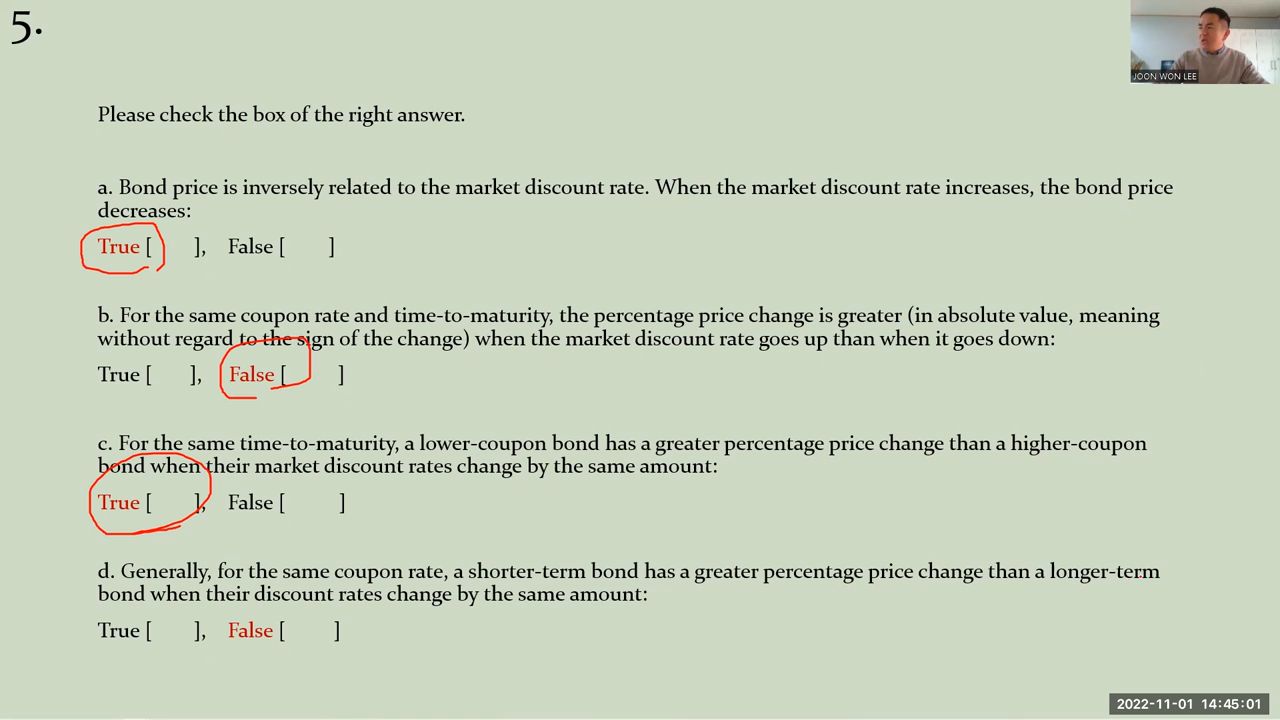 5.
JOON WON LEE
Please check the box of the right answer.
a. Bond price is inversely related to the market discount rate. When the market discount rate increases, the bond price
decreases:
True [ ], False [ ]
b. For the same coupon rate and time-to-maturity, the percentage price change is greater (in absolute value, meaning
without regard to the sign of the change) when the market discount rate goes up than when it goes down:
True [ ], False [ ]
c. For the same time-to-maturity, a lower-coupon bond has a greater percentage price change than a higher-coupon
bond when their market discount rates change by the same amount:
True [ ], False [ ]
d. Generally, for the same coupon rate, a shorter-term bond has a greater percentage price change than a longer-term
bond when their discount rates change by the same amount:
True [ ], False [ ]
2022-11-01 14:45:01